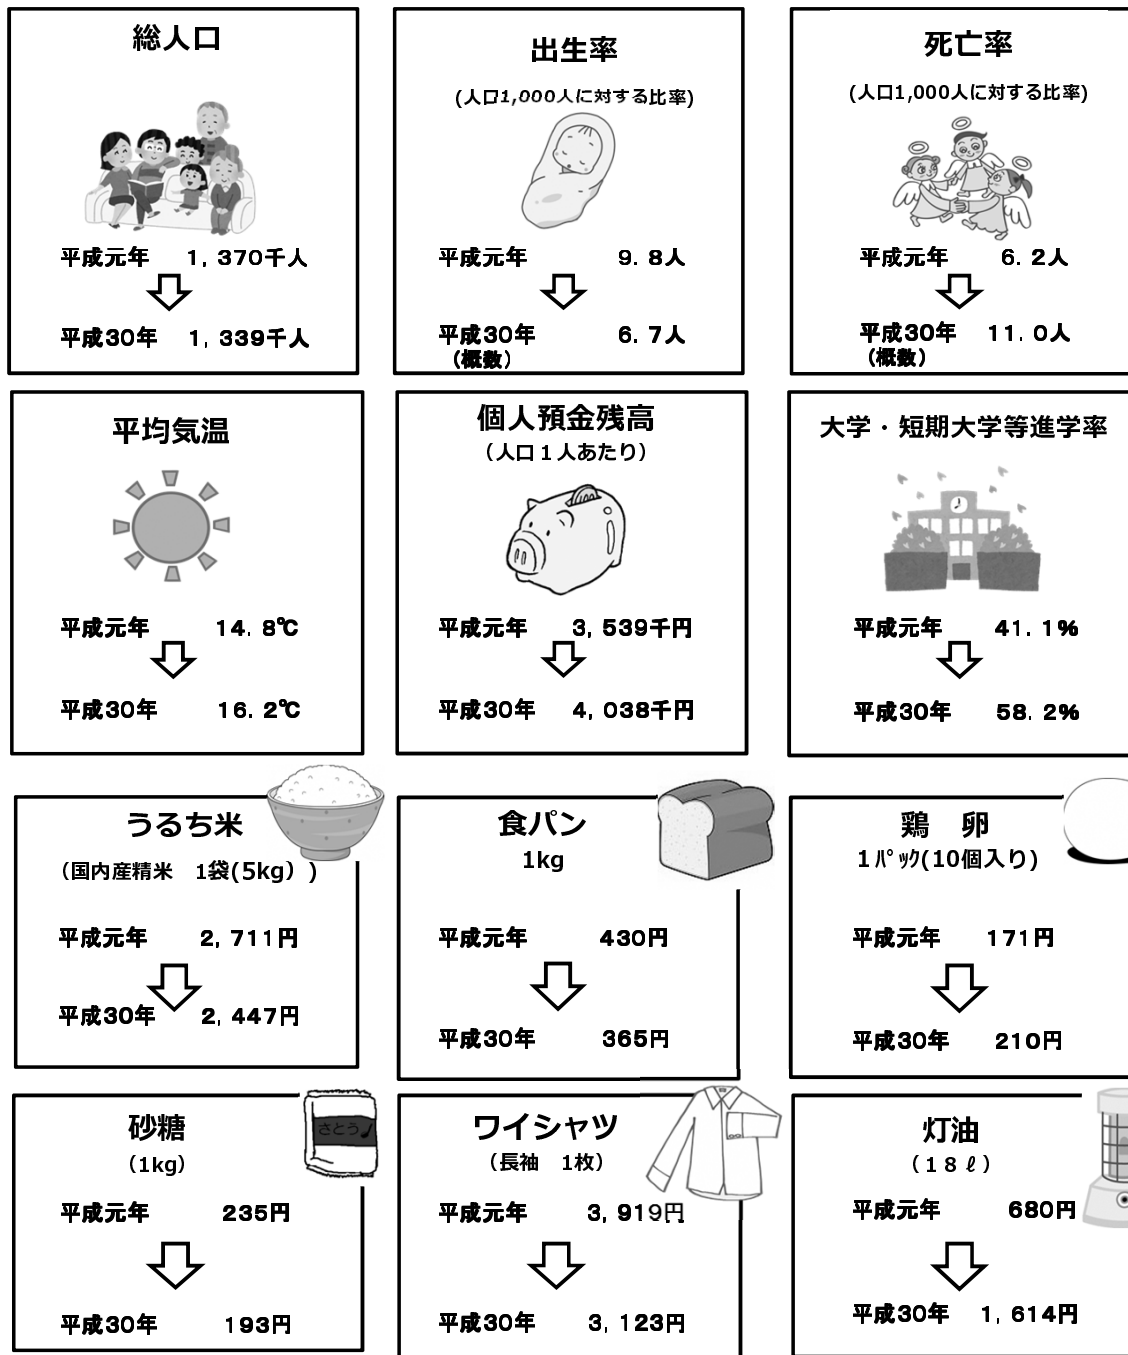 総人口
平成元年　1,370千人
平成30年　1,339千人
出生率
(人口1,000人に対する比率)
平成元年　9.8人
平成30年　6.7人
(概数)
死亡率
(人口1,000人に対する比率)
平成元年　6.2人
平成30年　11.0人
(概数)
平均気温
平成元年　14.8℃
平成30年　16.2℃
個人預金残高
（人口１人あたり）
平成元年　3,539千円
平成30年　4,038千円
大学・短期大学等進学率
平成元年　41.1%
平成30年　58.2%
うるち米
（国内産精米　1袋(5kg））
平成元年　2,711円
平成30年　2,447円
食パン
1kg
平成元年　430円
平成30年　365円
鶏　卵
1ﾊﾟｯｸ(10個入り)
平成元年　171円
平成30年　210円
砂糖
（1kg）
さとう♪
平成元年　235円
平成30年　193円
ワイシャツ
（長袖　1枚）
平成元年　3,919円
平成30年　3,123円
灯油
（１８ℓ）
平成元年　680円
平成30年　1,614円